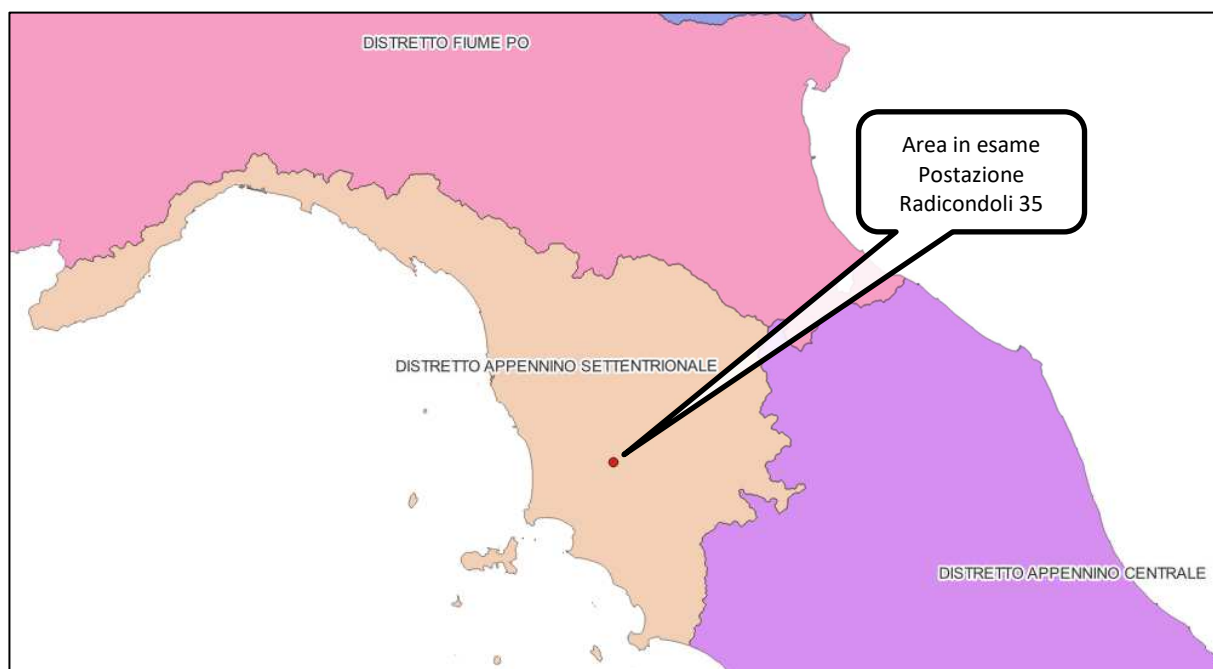 DISTRETTO FIUME PO
Area in esame
Postazione
Radicondoli 35
DISTRETTO APPENNINO SETTENTRIONALE
DISTRETTO APPENNINO CENTRALE